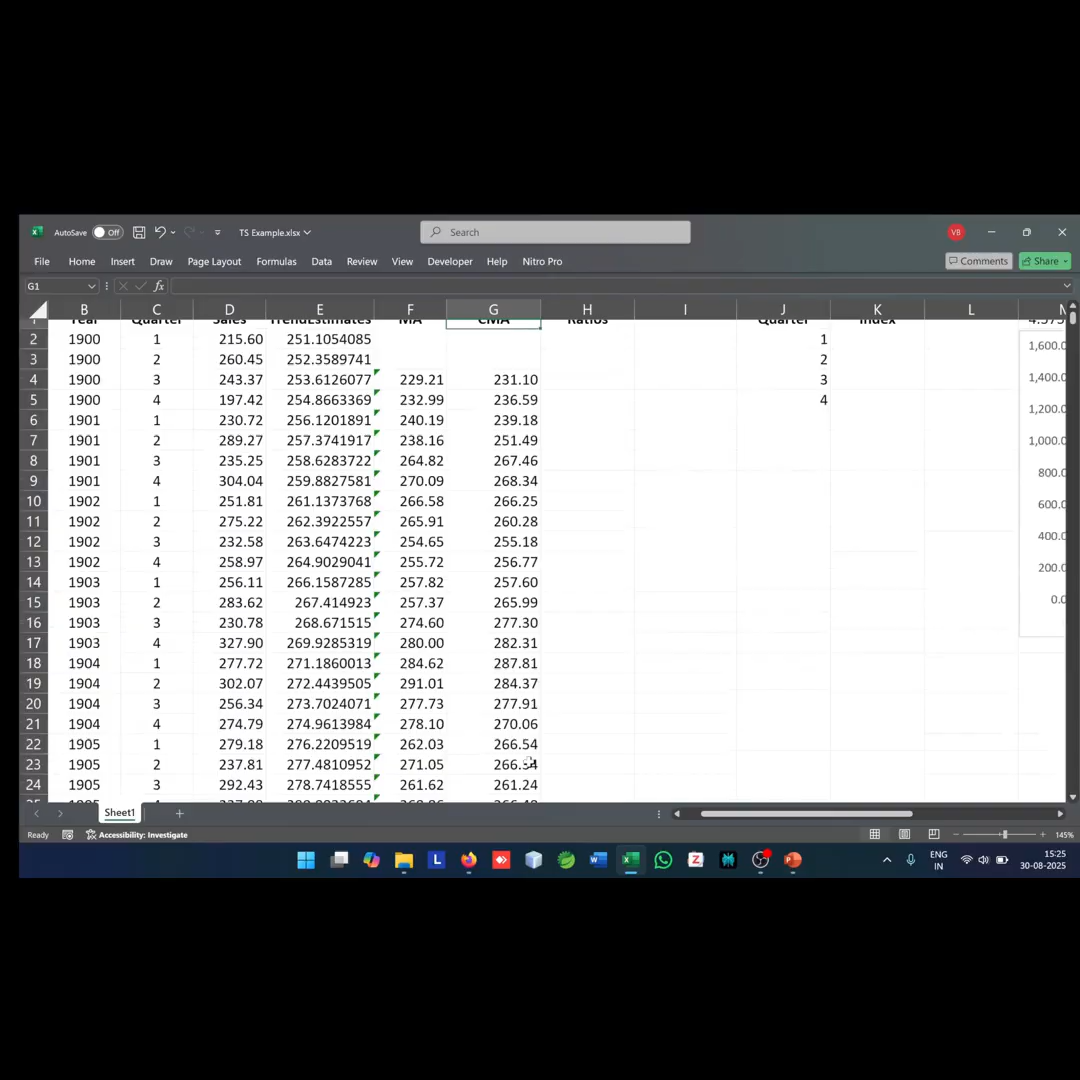 AutoSave Off TS Example.xlsx Search VB
File Home Insert Draw Page Layout Formulas Data Review View Developer Help Nitro Pro Comments Share
G1 fx
B C D E F G H I J K L M
1 Year Quarter Sales TrendEstimates MA CMA Ratios Quarter Index
2 1900 1 215.60 251.1054085 1 1,600.0
3 1900 2 260.45 252.3589741 2
4 1900 3 243.37 253.6126077 229.21 231.10 3 1,400.0
5 1900 4 197.42 254.8663369 232.99 236.59 4 1,200.0
6 1901 1 230.72 256.1201891 240.19 239.18
7 1901 2 289.27 257.3741917 238.16 251.49 1,000.0
8 1901 3 235.25 258.6283722 264.82 267.46 800.0
9 1901 4 304.04 259.8827581 270.09 268.34
10 1902 1 251.81 261.1373768 266.58 266.25 600.0
11 1902 2 275.22 262.3922557 265.91 260.28
12 1902 3 232.58 263.6474223 254.65 255.18 400.0
13 1902 4 258.97 264.9029041 255.72 256.77 200.0
14 1903 1 256.11 266.1587285 257.82 257.60 0.0
15 1903 2 283.62 267.414923 257.37 265.99
16 1903 3 230.78 268.671515 274.60 277.30
17 1903 4 327.90 269.9285319 280.00 282.31
18 1904 1 277.72 271.1860013 284.62 287.81
19 1904 2 302.07 272.4439505 291.01 284.37
20 1904 3 256.34 273.7024071 277.73 277.91
21 1904 4 274.79 274.9613984 278.10 270.06
22 1905 1 279.18 276.2209519 262.03 266.54
23 1905 2 237.81 277.4810952 271.05
24 1905 3 292.43 278.7418555 261.62 261.24
Sheet1
Ready Accessibility: Investigate 145%
ENG
IN
15:25
30-08-2025